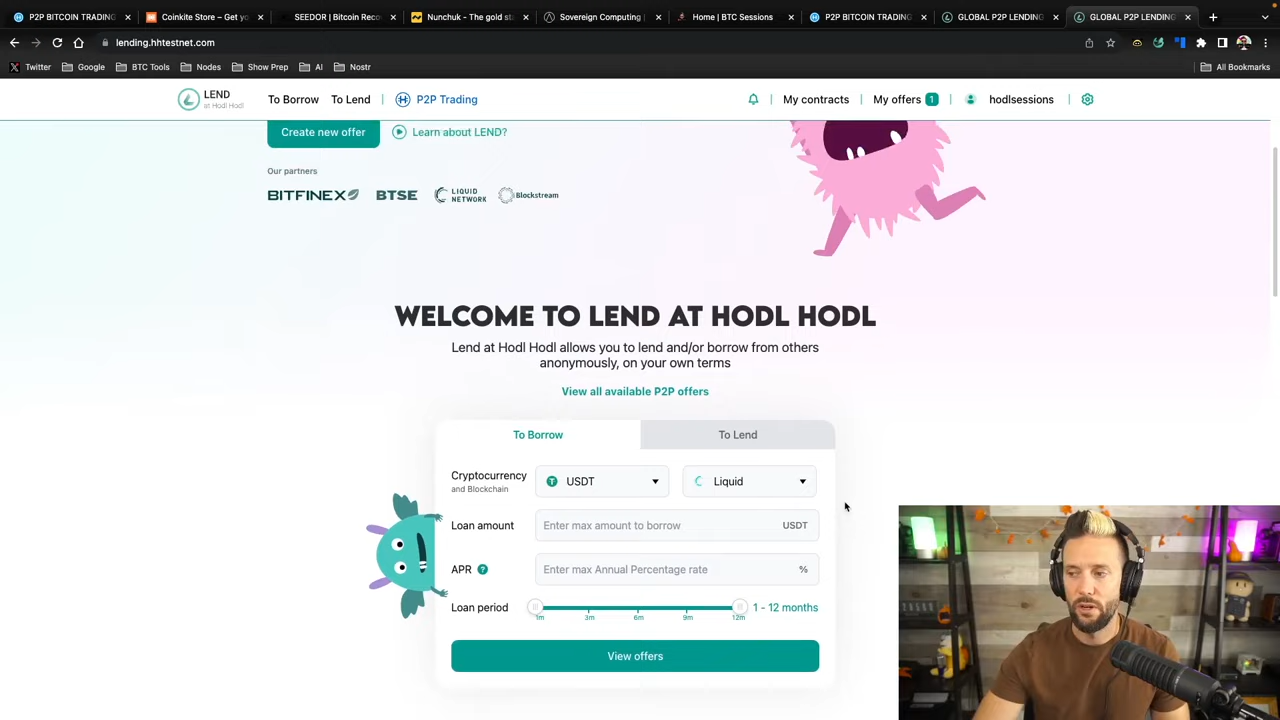 P2P BITCOIN TRADING
Coinkite Store – Get yo
SEEDOR | Bitcoin Reco
Nunchuk - The gold sta
Sovereign Computing |
Home | BTC Sessions
P2P BITCOIN TRADING
GLOBAL P2P LENDING
GLOBAL P2P LENDING
lending.hhtestnet.com
Twitter
Google
BTC Tools
Nodes
Show Prep
AI
Nostr
All Bookmarks
LEND
at Hodl Hodl
To Borrow
To Lend
P2P Trading
My contracts
My offers 1
hodlsessions
Create new offer
Learn about LEND?
Our partners
BITFINEX
BTSE
LIQUID
NETWORK
Blockstream
WELCOME TO LEND AT HODL HODL
Lend at Hodl Hodl allows you to lend and/or borrow from others
anonymously, on your own terms
View all available P2P offers
To Borrow
To Lend
Cryptocurrency
and Blockchain
USDT
Liquid
Loan amount
Enter max amount to borrow
USDT
APR ?
Enter max Annual Percentage rate
%
Loan period
1m
3m
6m
9m
12m
1 - 12 months
View offers